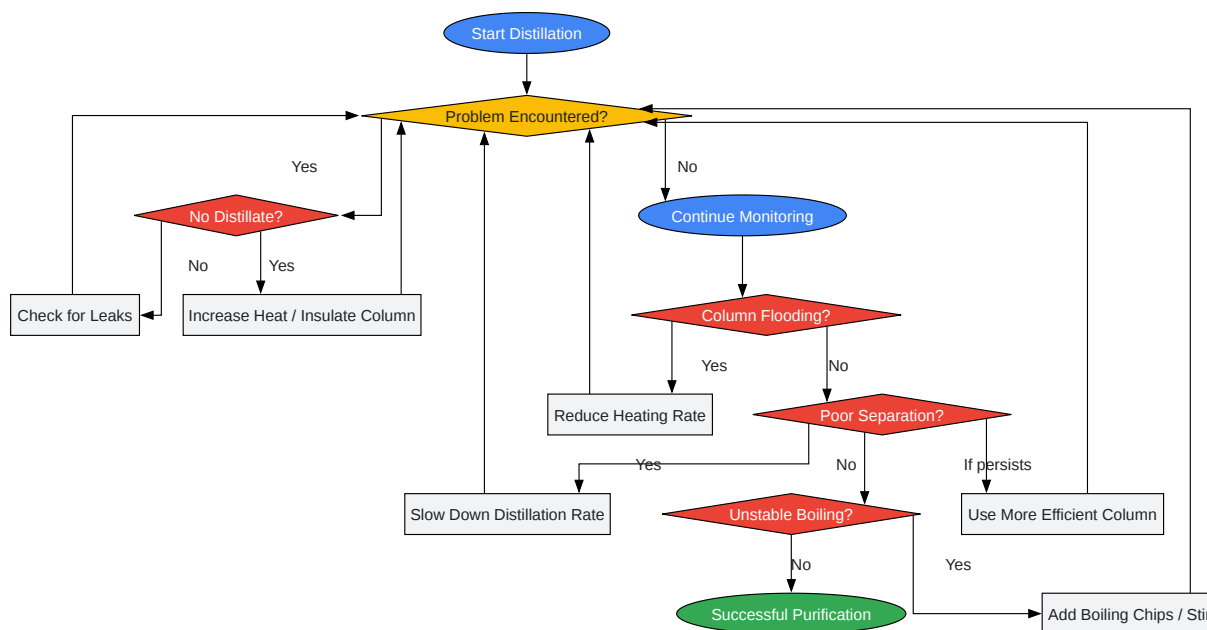 Start Distillation
Problem Encountered?
Yes
No
No Distillate?
Continue Monitoring
No
Yes
Check for Leaks
Increase Heat / Insulate Column
Column Flooding?
Yes
No
Reduce Heating Rate
Poor Separation?
Yes
No
If persists
Slow Down Distillation Rate
Unstable Boiling?
Use More Efficient Column
No
Yes
Successful Purification
Add Boiling Chips / Stir